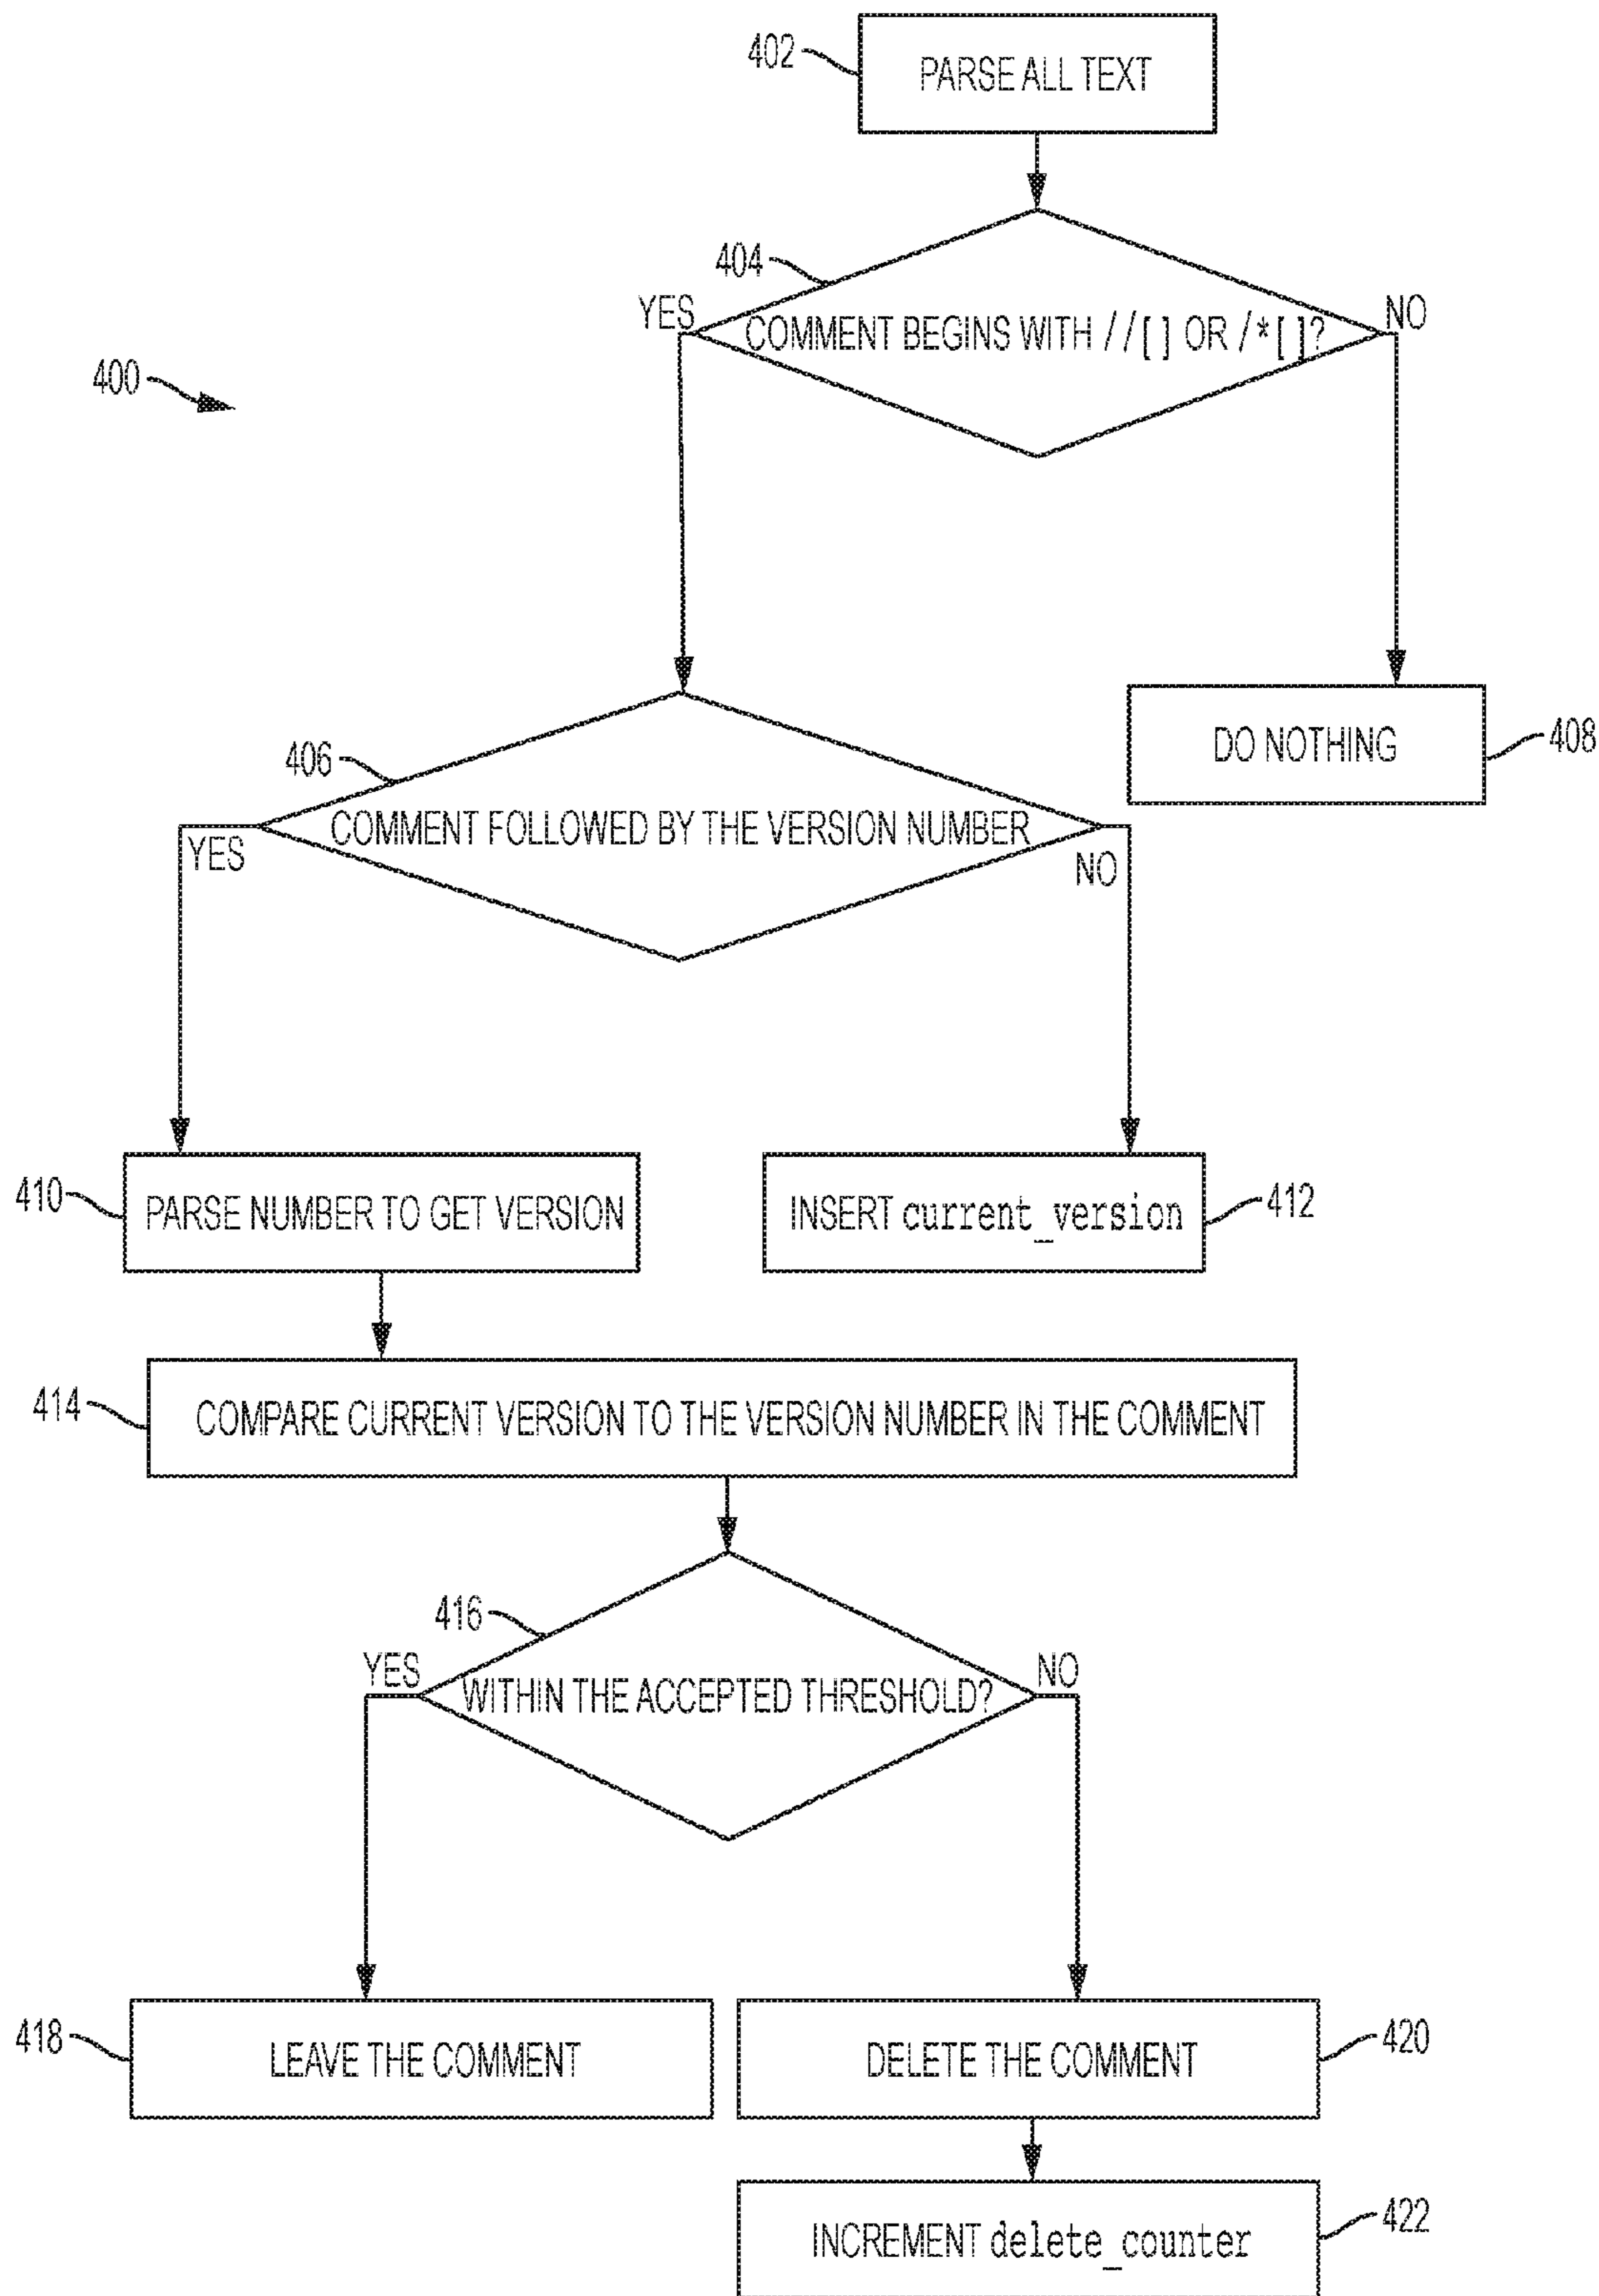 402
PARSE ALL TEXT
404
YES
COMMENT BEGINS WITH //[ ] OR /*[ ]?
NO
400
406
COMMENT FOLLOWED BY THE VERSION NUMBER
YES
NO
DO NOTHING
408
410
PARSE NUMBER TO GET VERSION
INSERT current_version
412
414
COMPARE CURRENT VERSION TO THE VERSION NUMBER IN THE COMMENT
416
YES
WITHIN THE ACCEPTED THRESHOLD?
NO
418
LEAVE THE COMMENT
DELETE THE COMMENT
420
INCREMENT delete_counter
422